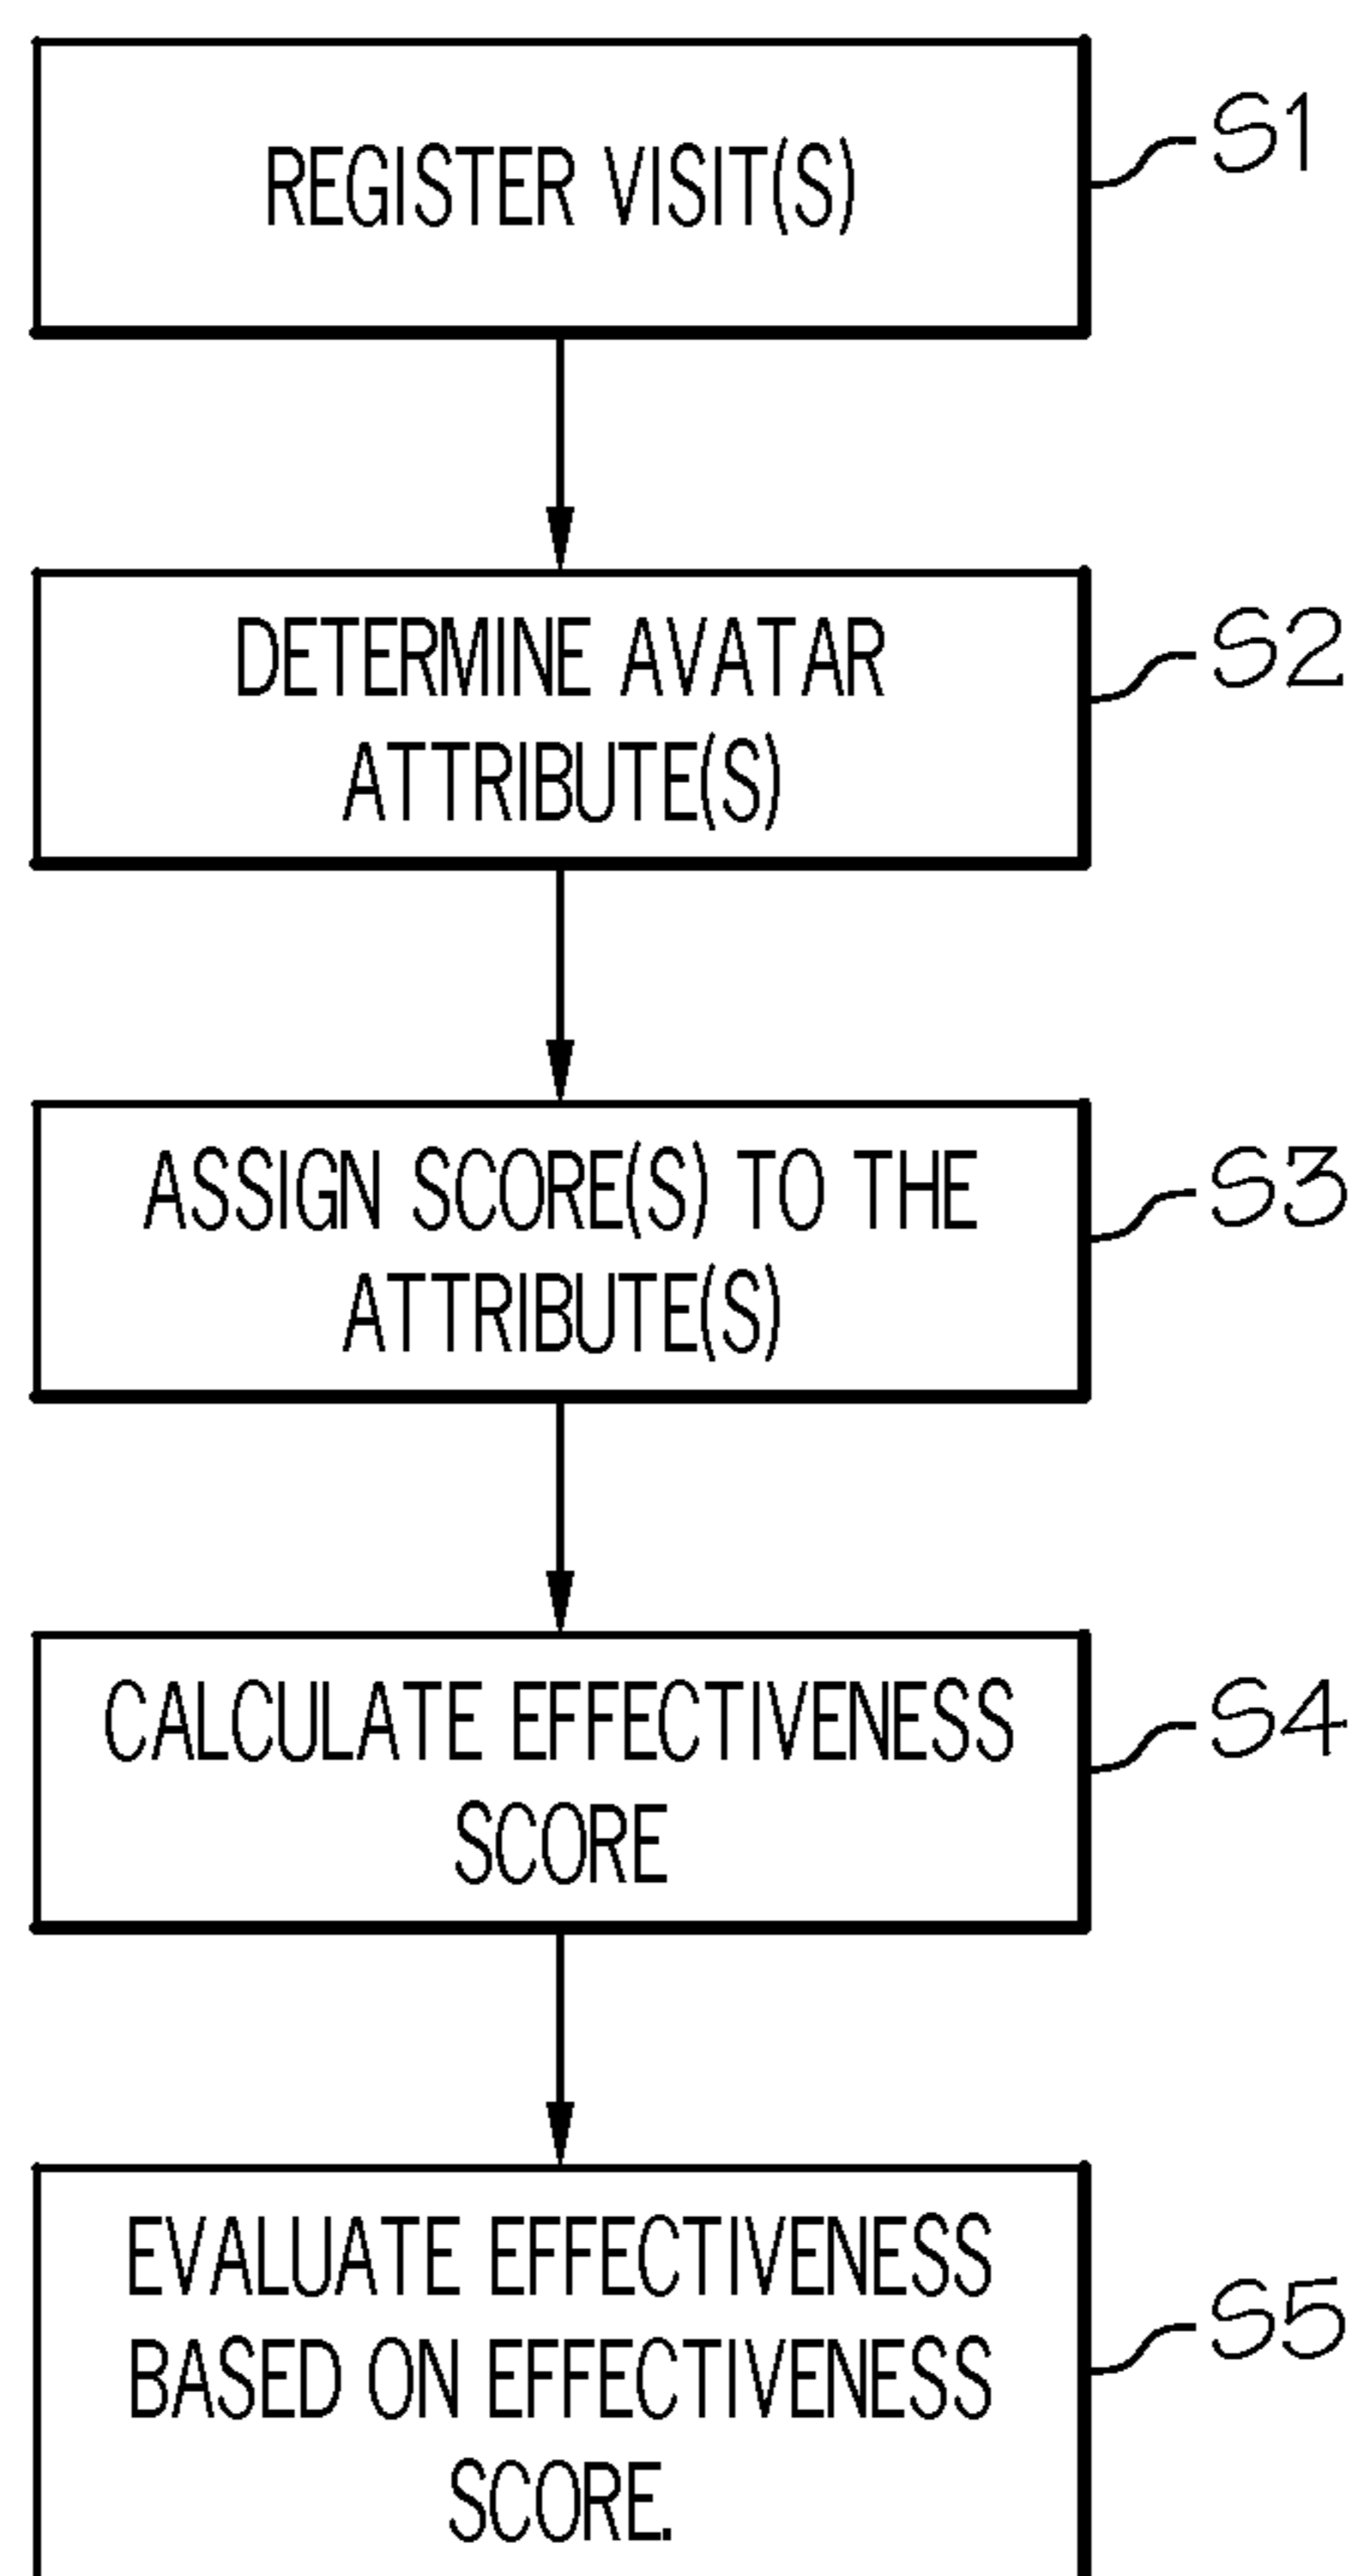 REGISTER VISIT(S)
S1
DETERMINE AVATAR
ATTRIBUTE(S)
S2
ASSIGN SCORE(S) TO THE
ATTRIBUTE(S)
S3
CALCULATE EFFECTIVENESS
SCORE
S4
EVALUATE EFFECTIVENESS
BASED ON EFFECTIVENESS
SCORE.
S5